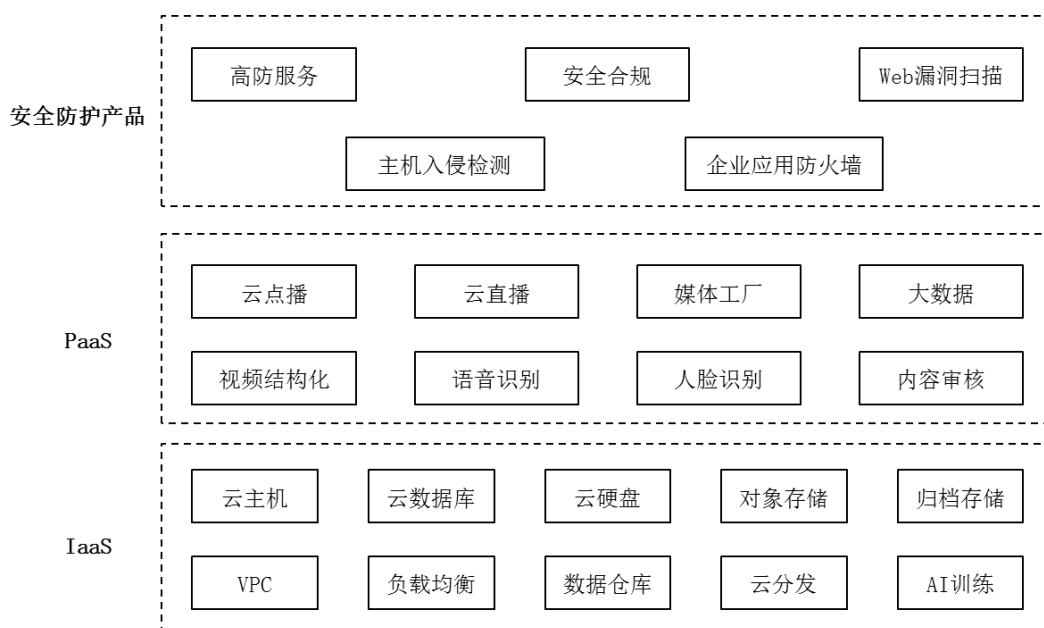 高防服务 安全合规 Web漏洞扫描
安全防护产品
主机入侵检测 企业应用防火墙
云点播 云直播 媒体工厂 大数据
PaaS
视频结构化 语音识别 人脸识别 内容审核
云主机 云数据库 云硬盘 对象存储 归档存储
IaaS
VPC 负载均衡 数据仓库 云分发 AI训练